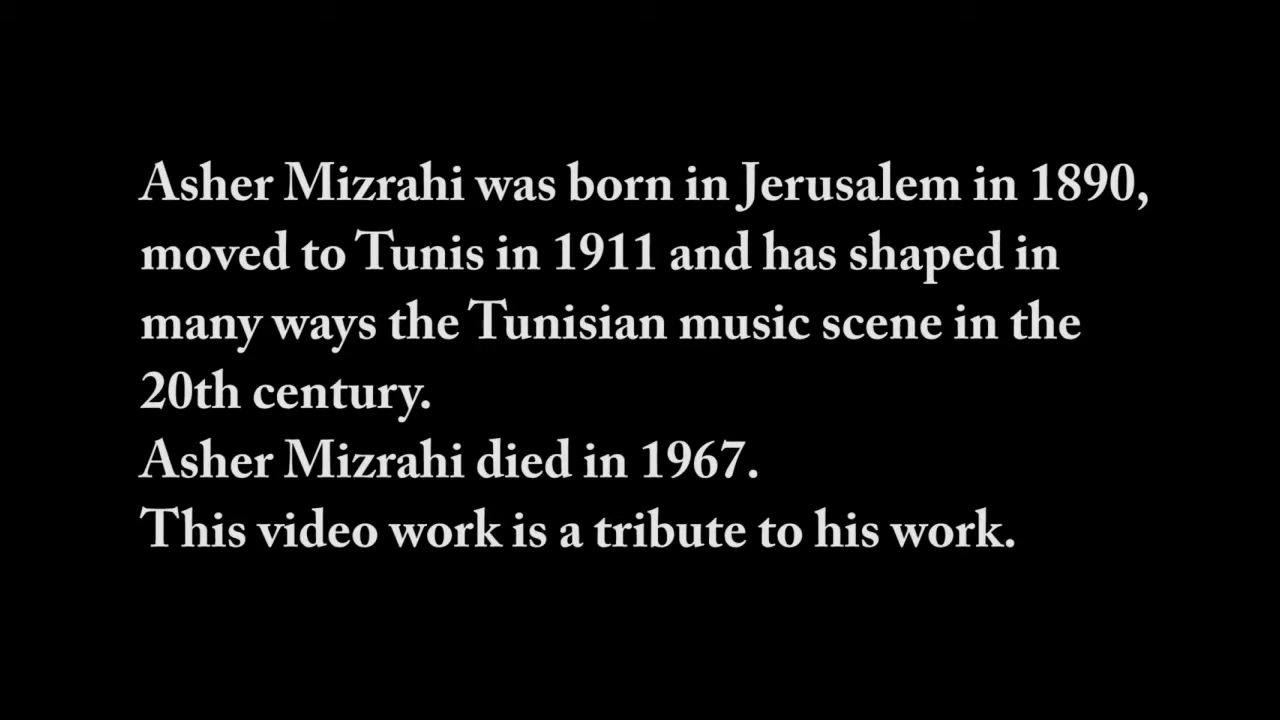 Asher Mizrahi was born in Jerusalem in 1890,
moved to Tunis in 1911 and has shaped in
many ways the Tunisian music scene in the
20th century.
Asher Mizrahi died in 1967.
This video work is a tribute to his work.